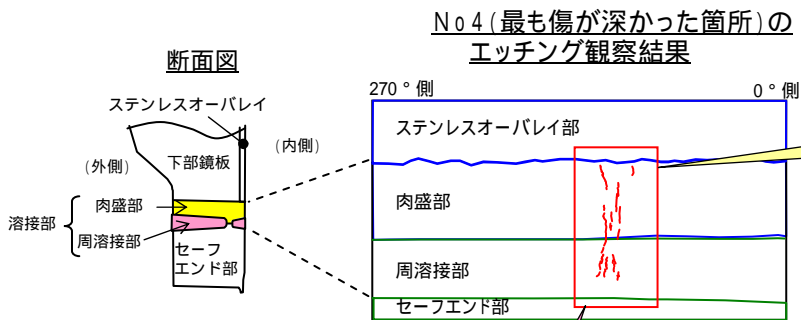 No4(最も傷が深かった箇所)の
エッチング観察結果
断面図
ステンレスオーバレイ
(内側)
(外側)
下部鏡板
溶接部
肉盛部
周溶接部
セーフ
エンド部
270°側
0°側
ステンレスオーバレイ部
肉盛部
周溶接部
セーフエンド部